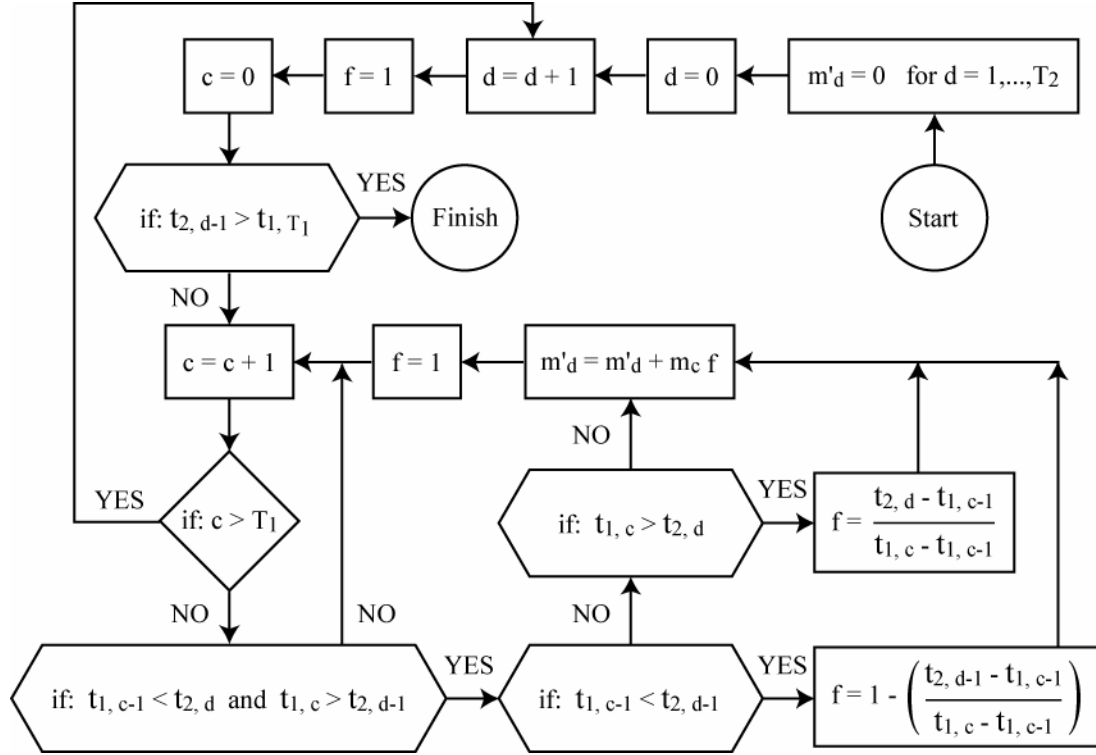 c = 0
f = 1
d = d + 1
d = 0
m'd = 0 for d = 1,...,T2
if: t2, d-1 > t1, T1
YES
Finish
Start
NO
c = c + 1
f = 1
m'd = m'd + mc f
NO
YES
if: c > T1
if: t1, c > t2, d
YES
f = t2, d - t1, c-1
t1, c - t1, c-1
NO
NO
NO
if: t1, c-1 < t2, d and t1, c > t2, d-1
YES
if: t1, c-1 < t2, d-1
YES
f = 1 - ( t2, d-1 - t1, c-1 )
t1, c - t1, c-1